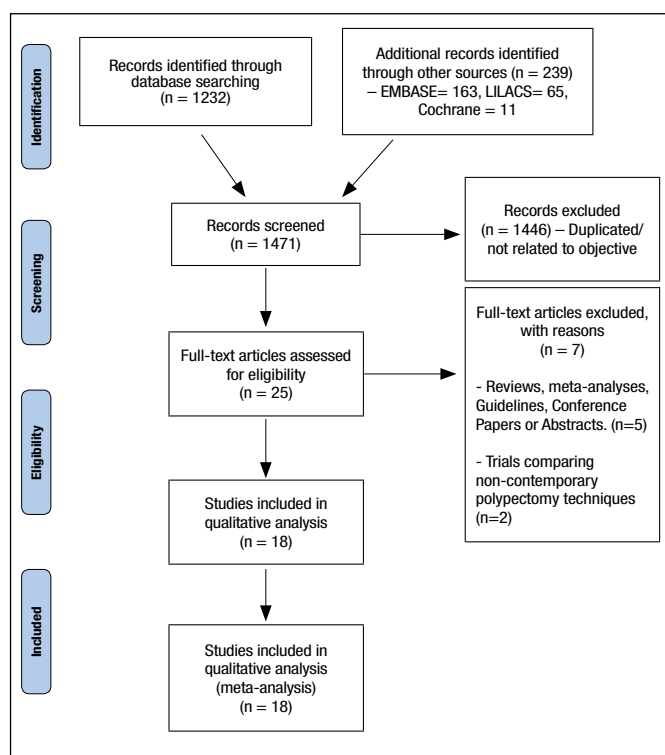 Identification
Records identified through
database searching
(n = 1232)
Additional records identified
through other sources (n = 239)
– EMBASE= 163, LILACS= 65,
Cochrane = 11
Screening
Records screened
(n = 1471)
Records excluded
(n = 1446) – Duplicated/
not related to objective
Eligibility
Full-text articles assessed
for eligibility
(n = 25)
Full-text articles excluded,
with reasons
(n = 7)
- Reviews, meta-analyses,
Guidelines, Conference
Papers or Abstracts. (n=5)
- Trials comparing
non-contemporary
polypectomy techniques
(n=2)
Studies included in
qualitative analysis
(n = 18)
Included
Studies included in
qualitative analysis
(meta-analysis)
(n = 18)